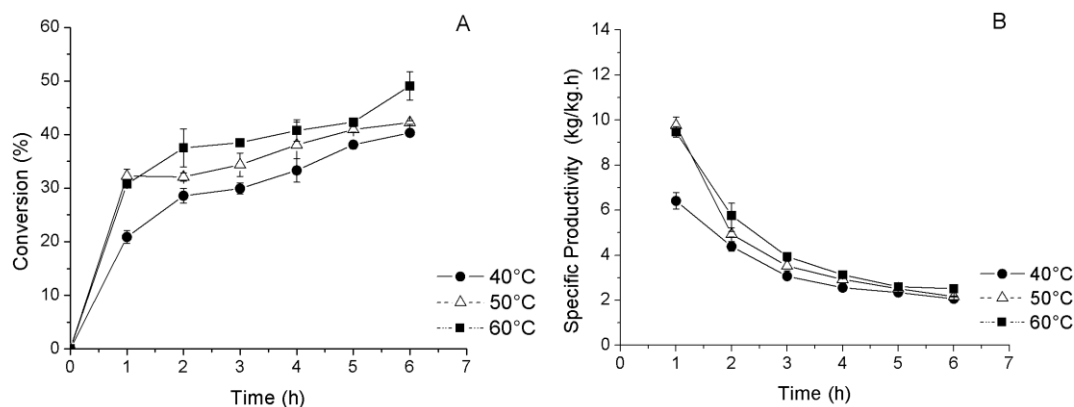 A
Conversion (%)
60
50
40
30
20
10
0
0 1 2 3 4 5 6 7
Time (h)
40°C
50°C
60°C
B
Specific Productivity (kg/kg.h)
14
12
10
8
6
4
2
0
0 1 2 3 4 5 6 7
Time (h)
40°C
50°C
60°C